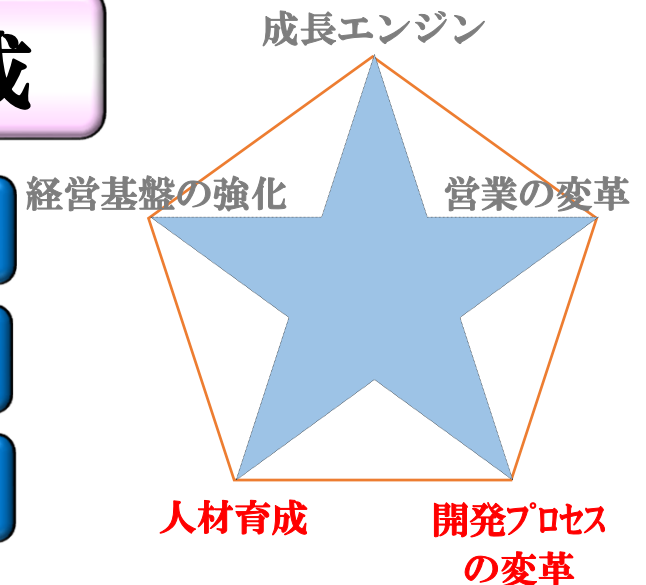 成
成長エンジン
経営基盤の強化
営業の変革
人材育成
開発プロセス
の変革